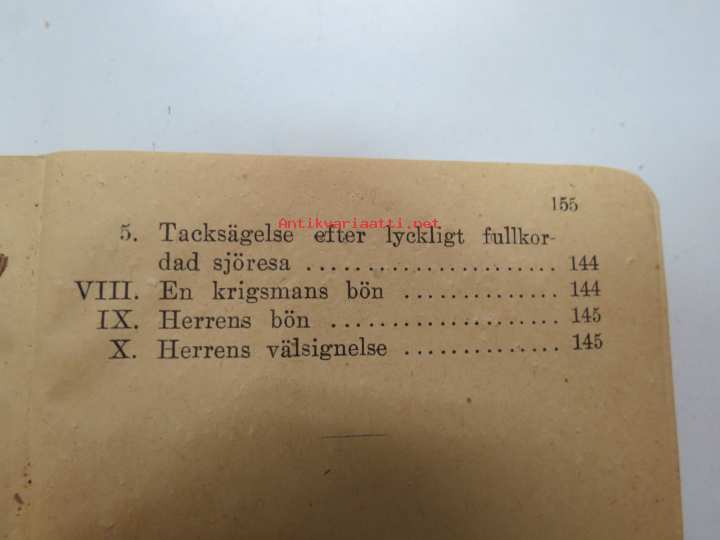 155
Antikvariaatti.net
5. Tacksägelse efter lyckligt fullkor-
dad sjöresa ....................... 144
VIII. En krigsmans bön .............. 144
IX. Herrens bön ..................... 145
X. Herrens välsignelse .............. 145